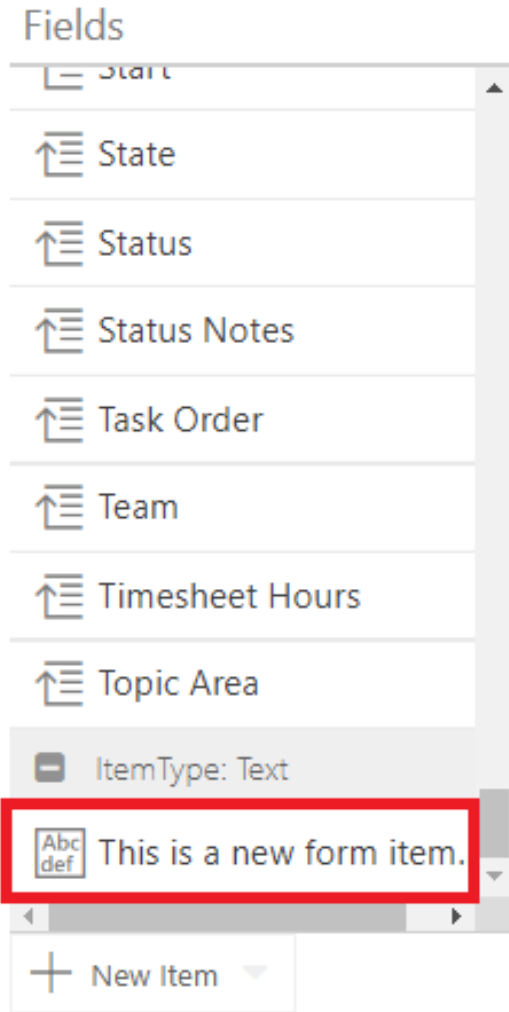 Fields
Start
State
Status
Status Notes
Task Order
Team
Timesheet Hours
Topic Area
ItemType: Text
Abc
def
This is a new form item.
New Item